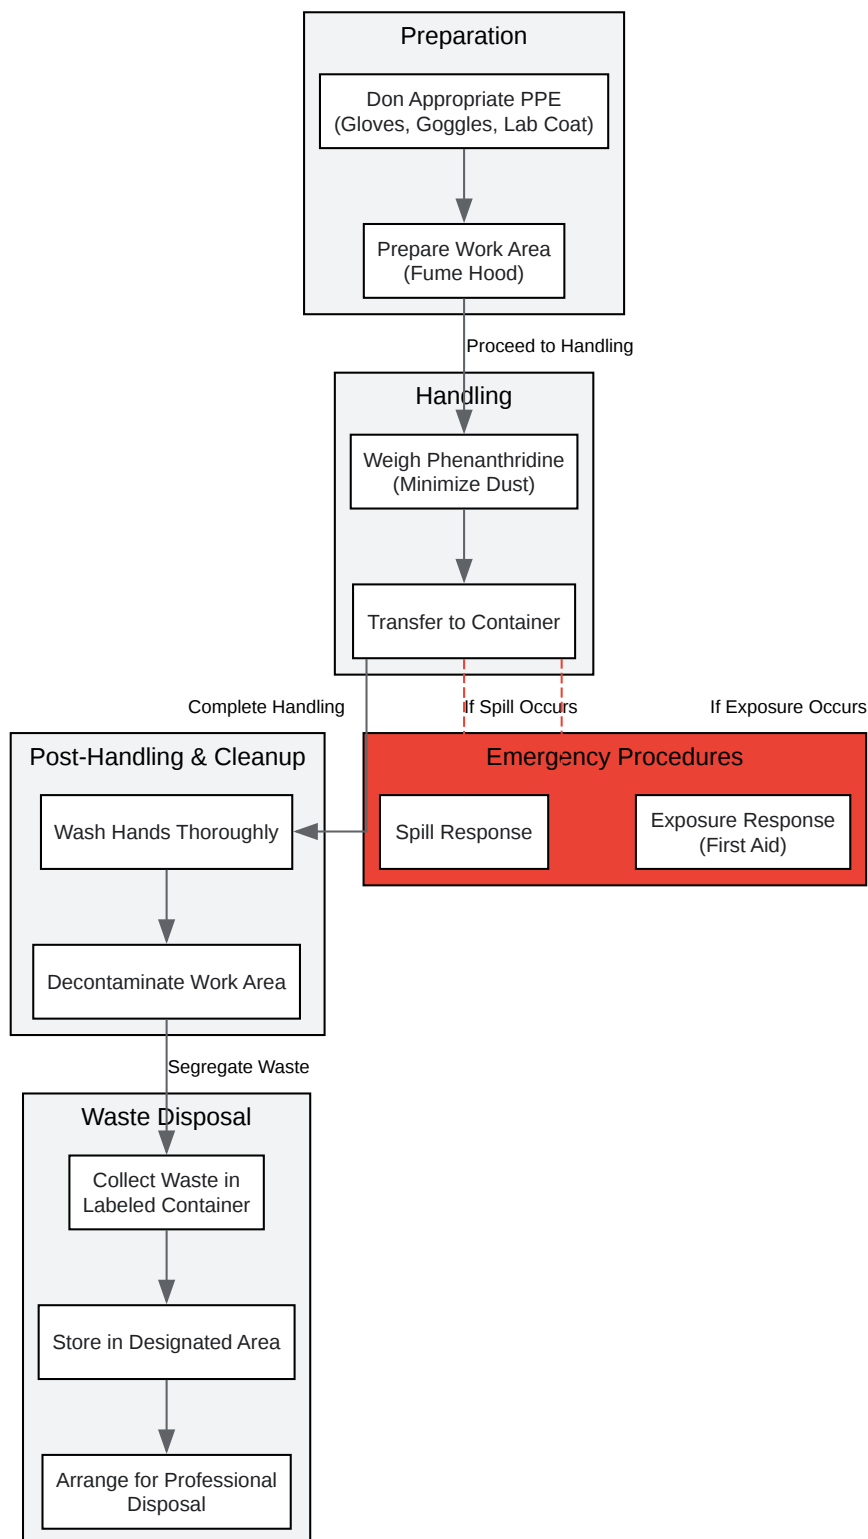 Preparation
Don Appropriate PPE
(Gloves, Goggles, Lab Coat)
Prepare Work Area
(Fume Hood)
Proceed to Handling
Handling
Weigh Phenanthridine
(Minimize Dust)
Transfer to Container
Complete Handling
If Spill Occurs
If Exposure Occurs
Post-Handling & Cleanup
Wash Hands Thoroughly
Decontaminate Work Area
Emergency Procedures
Spill Response
Exposure Response
(First Aid)
Segregate Waste
Waste Disposal
Collect Waste in
Labeled Container
Store in Designated Area
Arrange for Professional
Disposal